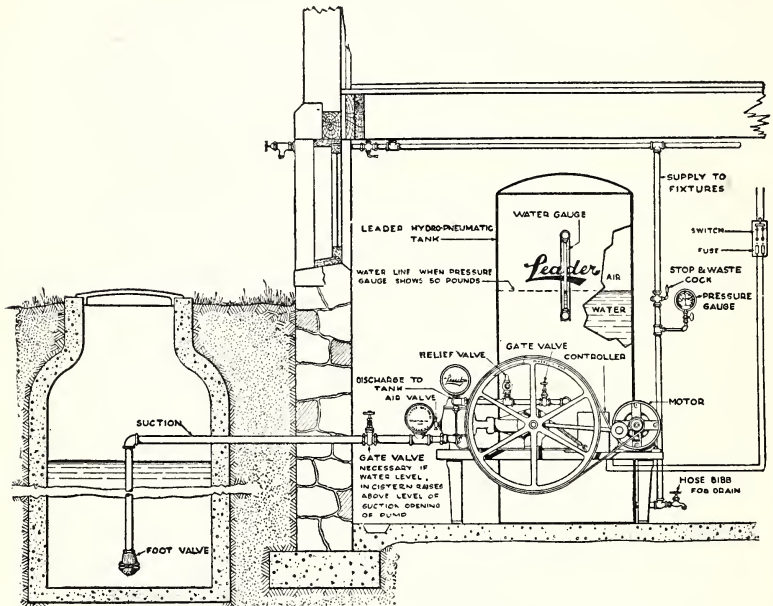 SUPPLY TO
FIXTURES
WATER GAUGE
LEADER HYDRO-PNEUMATIC
TANK
SWITCH
FUSE
Leader
AIR
WATER LINE WHEN PRESSURE
GAUGE SHOWS 50 POUNDS
STOP & WASTE
COCK
PRESSURE
GAUGE
WATER
GATE VALVE
RELIEF VALVE
CONTROLLER
DISCHARGE TO
TANK
AIR VALVE
Leader
MOTOR
SUCTION
GATE VALVE
NECESSARY IF
WATER LEVEL,
IN CISTERN RAISES
ABOVE LEVEL OF
SUCTION OPENING
OF PUMP
HOSE BIBB
FOR DRAIN
FOOT VALVE